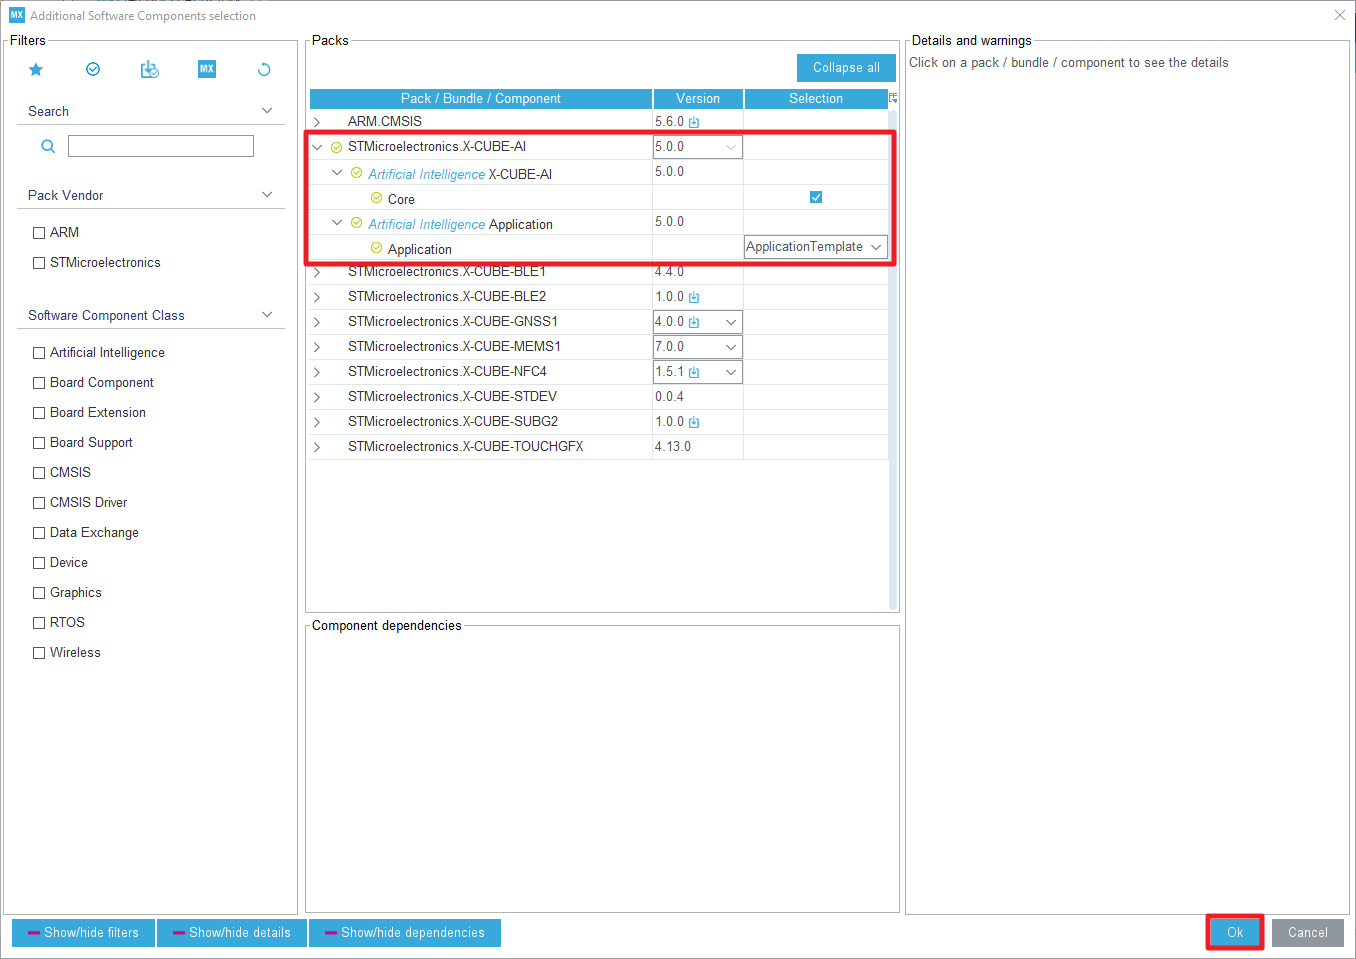 MX Additional Software Components selection
Filters
MX
Search
Pack Vendor
ARM
STMicroelectronics
Software Component Class
Artificial Intelligence
Board Component
Board Extension
Board Support
CMSIS
CMSIS Driver
Data Exchange
Device
Graphics
RTOS
Wireless
Packs
Collapse all
Pack / Bundle / Component Version Selection
ARM.CMSIS 5.6.0
STMicroelectronics.X-CUBE-AI 5.0.0
Artificial Intelligence X-CUBE-AI 5.0.0
Core
Artificial Intelligence Application 5.0.0
Application ApplicationTemplate
STMicroelectronics.X-CUBE-BLE1 4.4.0
STMicroelectronics.X-CUBE-BLE2 1.0.0
STMicroelectronics.X-CUBE-GNSS1 4.0.0
STMicroelectronics.X-CUBE-MEMS1 7.0.0
STMicroelectronics.X-CUBE-NFC4 1.5.1
STMicroelectronics.X-CUBE-STDEV 0.0.4
STMicroelectronics.X-CUBE-SUBG2 1.0.0
STMicroelectronics.X-CUBE-TOUCHGFX 4.13.0
Component dependencies
Details and warnings
Click on a pack / bundle / component to see the details
Show/hide filters Show/hide details Show/hide dependencies Ok Cancel